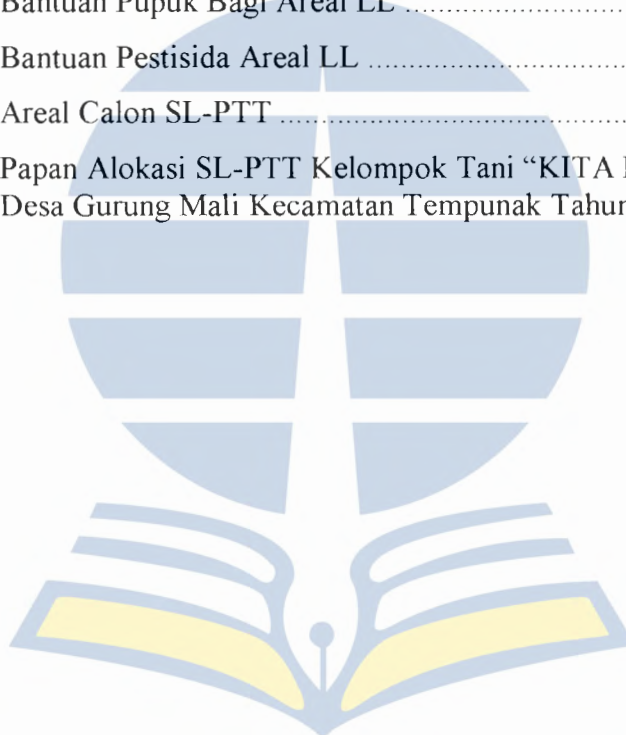 Bantuan Pupuk Bagi Areal LL ............................
Bantuan Pestisida Areal LL ................................
Areal Calon SL-PTT ............................................
Papan Alokasi SL-PTT Kelompok Tani “KITA
Desa Gurung Mali Kecamatan Tempunak Tahun